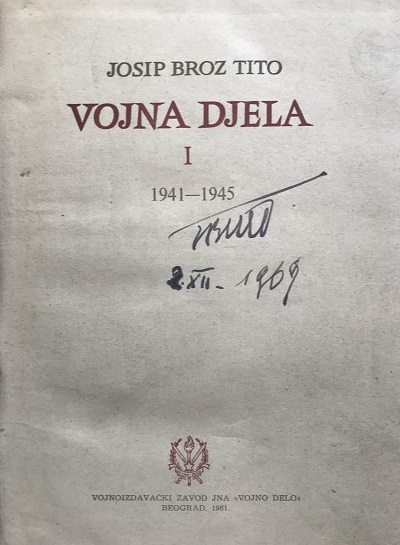 JOSIP BROZ TITO
VOJNA DJELA
I
1941—1945
2.XII- 1969
VOJNOIZDAVAČKI ZAVOD JNA »VOJNO DELO«
BEOGRAD, 1961.